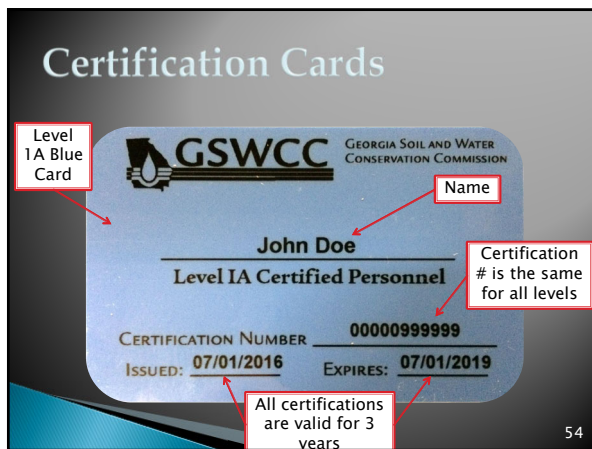 Certification Cards
Level
1A Blue
Card
GSWCC
GEORGIA SOIL AND WATER
CONSERVATION COMMISSION
Name
John Doe
Level IA Certified Personnel
Certification
# is the same
for all levels
CERTIFICATION NUMBER 00000999999
ISSUED: 07/01/2016 EXPIRES: 07/01/2019
All certifications
are valid for 3
years
54